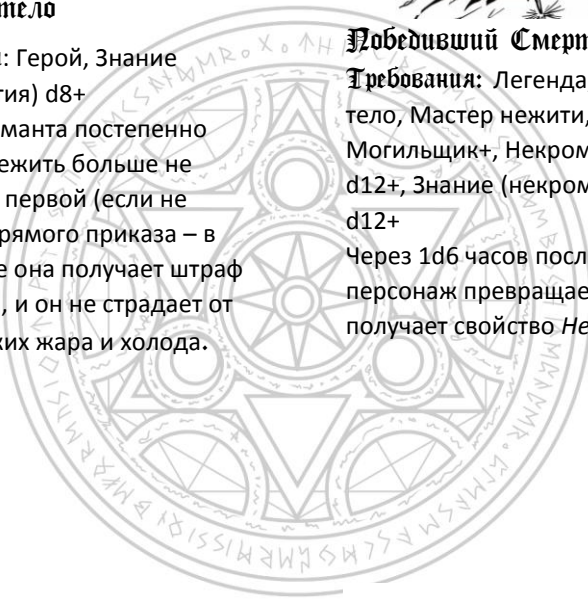 тело
: Герой, Знание
гия) d8+
манта постепенно
ежить больше не
первой (если не
рямого приказа – в
е она получает штраф
, и он не страдает от
ких жара и холода.
Победивший Смерт
Требования: Легенда
тело, Мастер нежити,
Могильщик+, Некром
d12+, Знание (некром
d12+
Через 1d6 часов посл
персонаж превращае
получает свойство Не